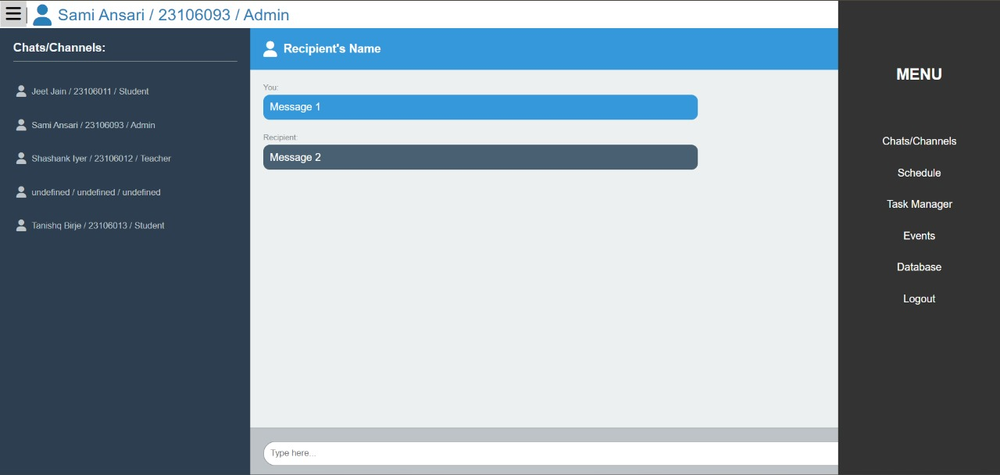 Sami Ansari / 23106093 / Admin
Chats/Channels:
Jeet Jain / 23106011 / Student
Sami Ansari / 23106093 / Admin
Shashank Iyer / 23106012 / Teacher
undefined / undefined / undefined
Tanishq Birje / 23106013 / Student
Recipient's Name
You:
Message 1
Recipient:
Message 2
Type here...
MENU
Chats/Channels
Schedule
Task Manager
Events
Database
Logout